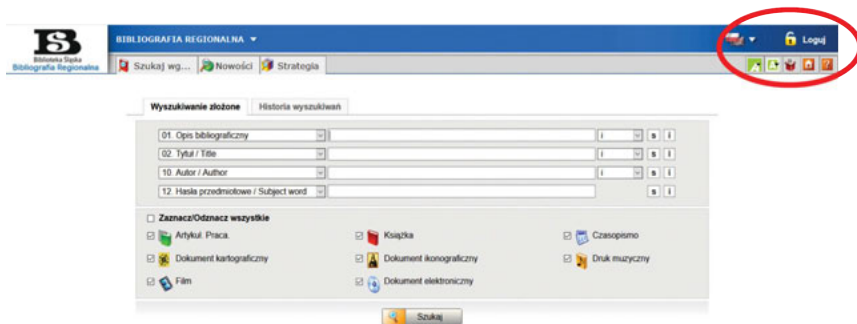 BIBLIOGRAFIA REGIONALNA
Loguj
BS
Biblioteka Śląska
Bibliografia Regionalna
Szukaj wg... Nowości Strategia
Wyszukiwanie złożone Historia wyszukiwań
01. Opis bibliograficzny i s i
02. Tytuł / Title i s i
10. Autor / Author i s i
12. Hasła przedmiotowe / Subject word s i
Zaznacz/Odznacz wszystkie
Artykuł. Praca. Książka Czasopismo
Dokument kartograficzny Dokument ikonograficzny Druk muzyczny
Film Dokument elektroniczny
Szukaj